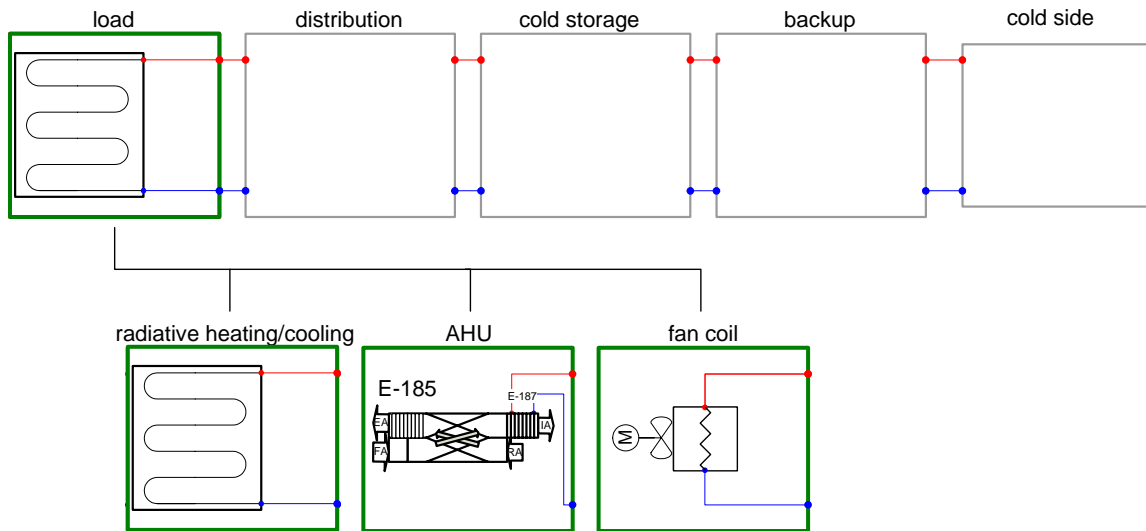 load
distribution
cold storage
backup
cold side
radiative heating/cooling
AHU
fan coil
E-185
E-187
EA
IA
FA
RA
M